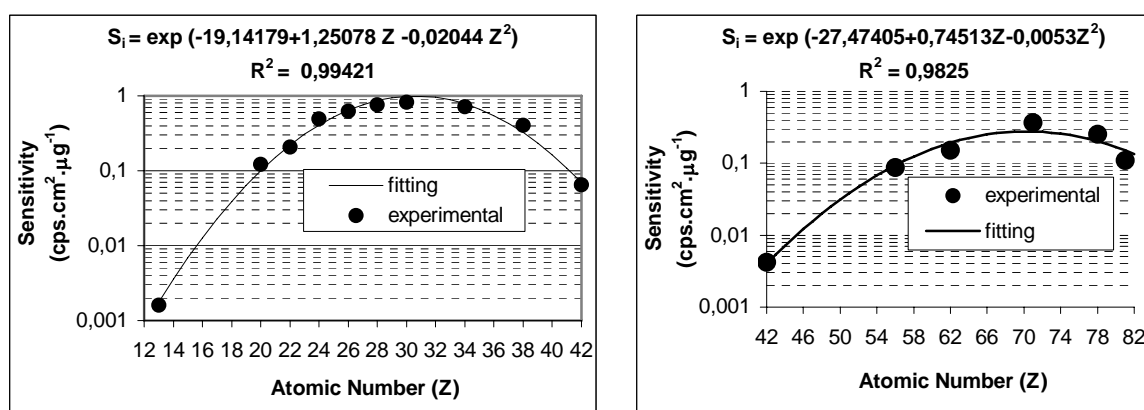 S_i = exp (-19,14179+1,25078 Z -0,02044 Z²)
R² = 0,99421
Sensitivity
(cps.cm².µg⁻¹)
1
0,1
0,01
0,001
fitting
experimental
12 14 16 18 20 22 24 26 28 30 32 34 36 38 40 42
Atomic Number (Z)
S_i = exp (-27,47405+0,74513Z-0,0053Z²)
R² = 0,9825
Sensitivity
(cps.cm².µg⁻¹)
1
0,1
0,01
0,001
experimental
fitting
42 46 50 54 58 62 66 70 74 78 82
Atomic Number (Z)